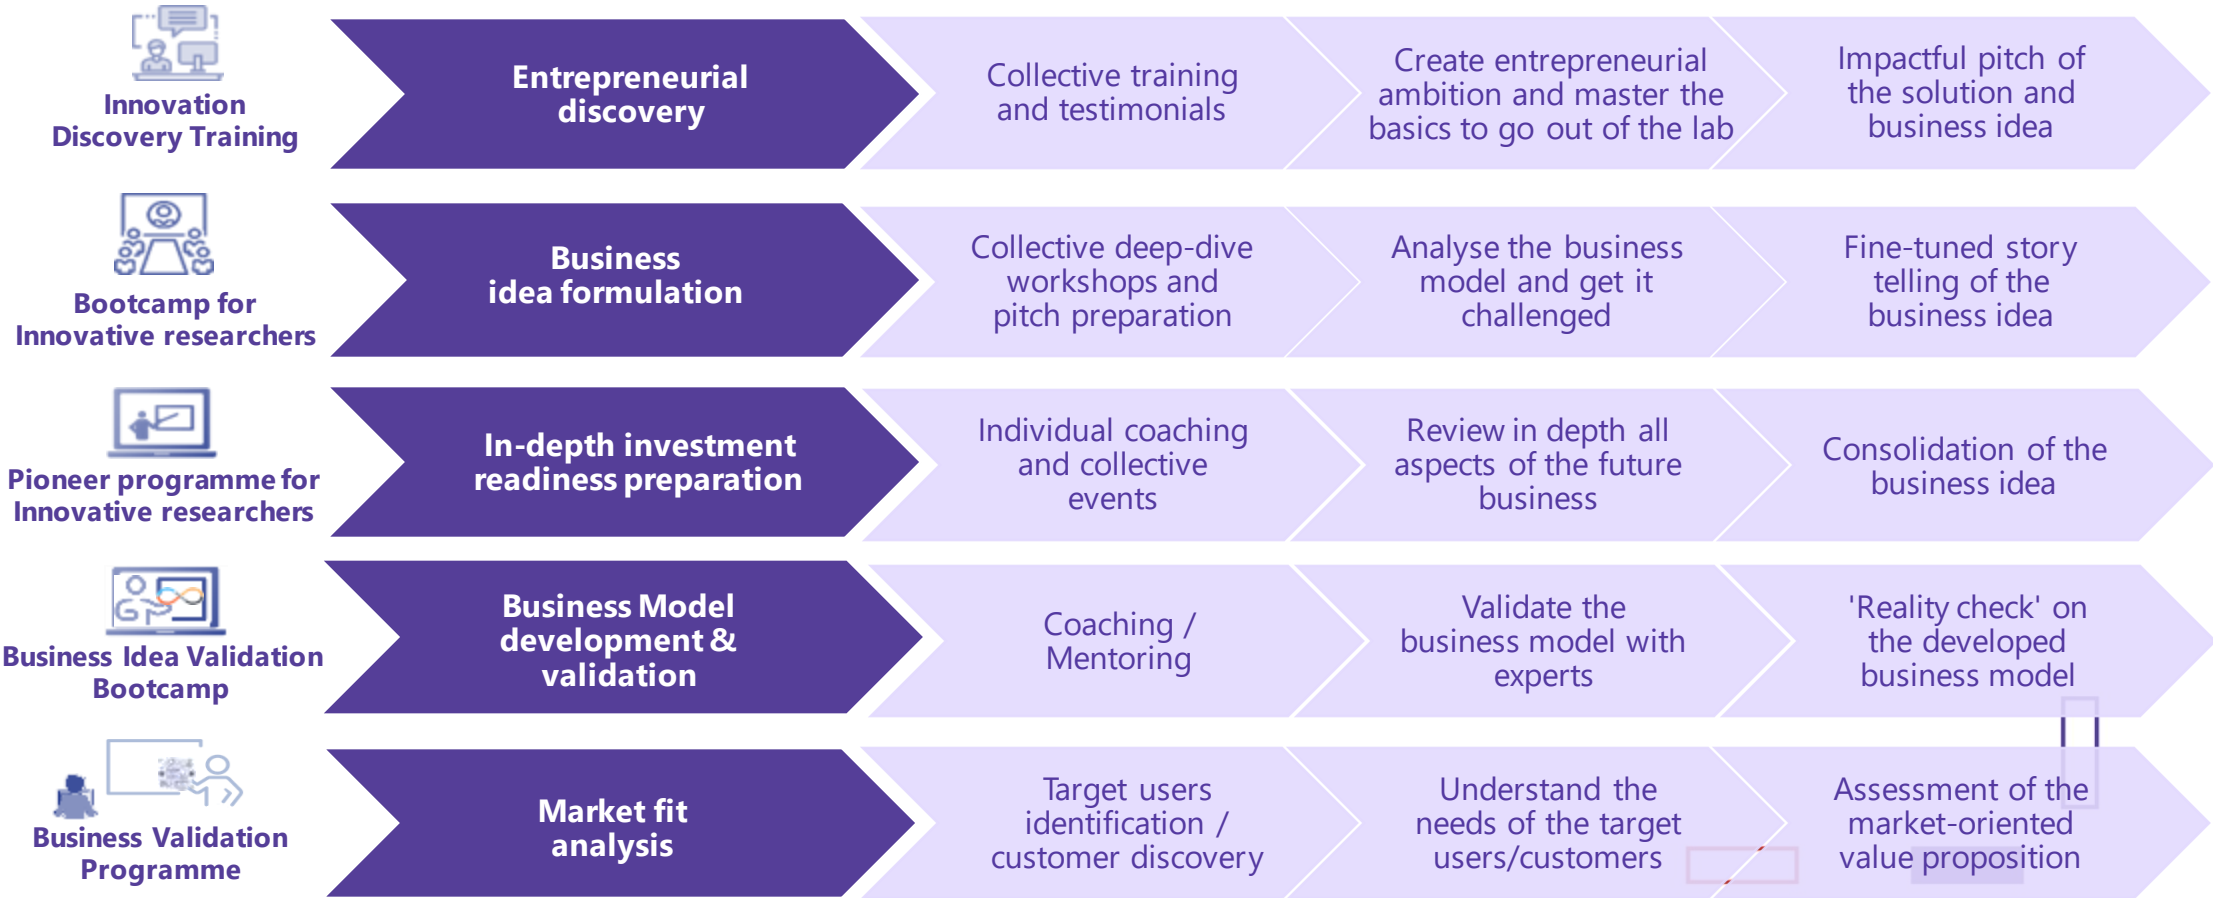 Innovation
Discovery Training
Entrepreneurial
discovery
Collective training
and testimonials
Create entrepreneurial
ambition and master the
basics to go out of the lab
Impactful pitch of
the solution and
business idea
Bootcamp for
Innovative researchers
Business
idea formulation
Collective deep-dive
workshops and
pitch preparation
Analyse the business
model and get it
challenged
Fine-tuned story
telling of the
business idea
Pioneer programme for
Innovative researchers
In-depth investment
readiness preparation
Individual coaching
and collective
events
Review in depth all
aspects of the future
business
Consolidation of the
business idea
Business Idea Validation
Bootcamp
Business Model
development &
validation
Coaching /
Mentoring
Validate the
business model with
experts
'Reality check' on
the developed
business model
Business Validation
Programme
Market fit
analysis
Target users
identification /
customer discovery
Understand the
needs of the target
users/customers
Assessment of the
market-oriented
value proposition